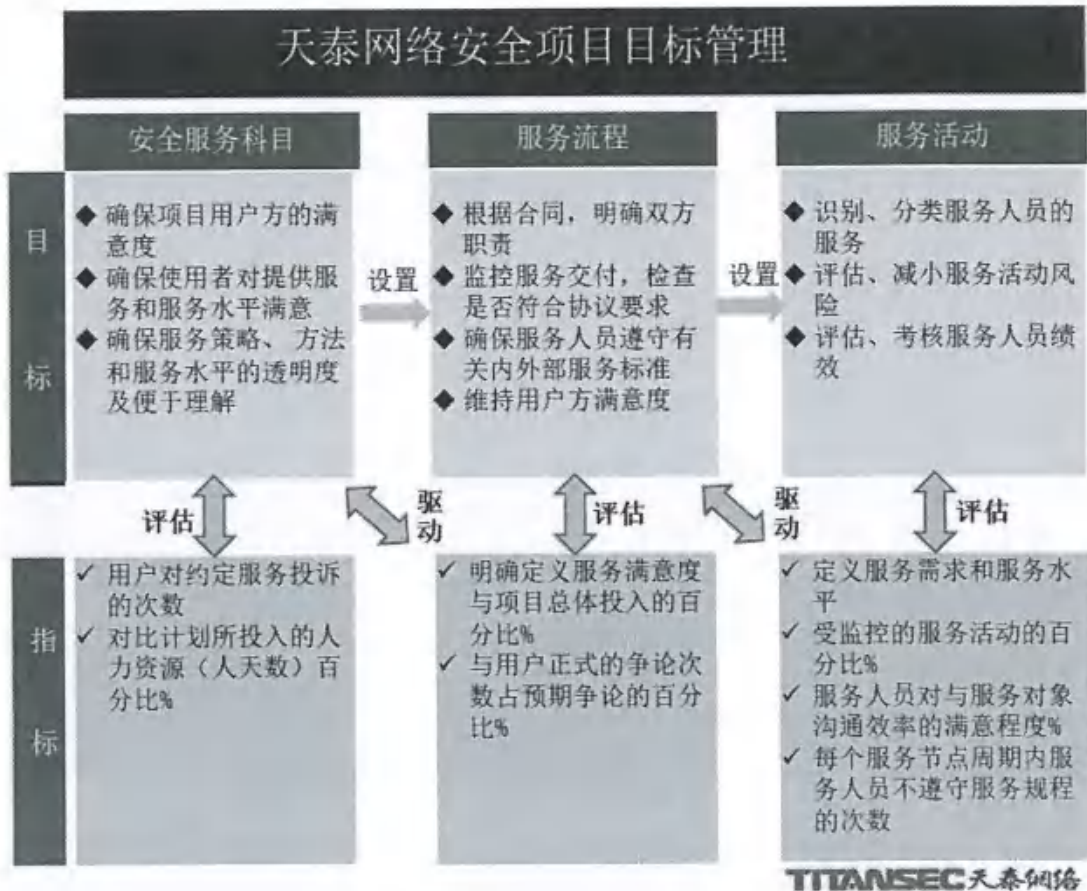 天泰网络安全项目目标管理
安全服务科目
服务流程
服务活动
目
标
◆ 确保项目用户方的满
意度
◆ 确保使用者对提供服
务和服务水平满意
◆ 确保服务策略、方法
和服务水平的透明度
及便于理解
设置
◆ 根据合同，明确双方
职责
◆ 监控服务交付，检查
是否符合协议要求
◆ 确保服务人员遵守有
关内外部服务标准
◆ 维持用户方满意度
设置
◆ 识别、分类服务人员的
服务
◆ 评估、减小服务活动风
险
◆ 评估、考核服务人员绩
效
评估
驱
动
评估
驱
动
评估
指
标
✓ 用户对约定服务投诉
的次数
✓ 对比计划所投入的人
力资源（人天数）百
分比%
✓ 明确定义服务满意度
与项目总体投入的百
分比%
✓ 与用户正式的争论次
数占预期争论的百分
比%
✓ 定义服务需求和服务水
平
✓ 受监控的服务活动的百
分比%
✓ 服务人员对与服务对象
沟通效率的满意程度%
✓ 每个服务节点周期内服
务人员不遵守服务规程
的次数
TITANSEC天泰網络